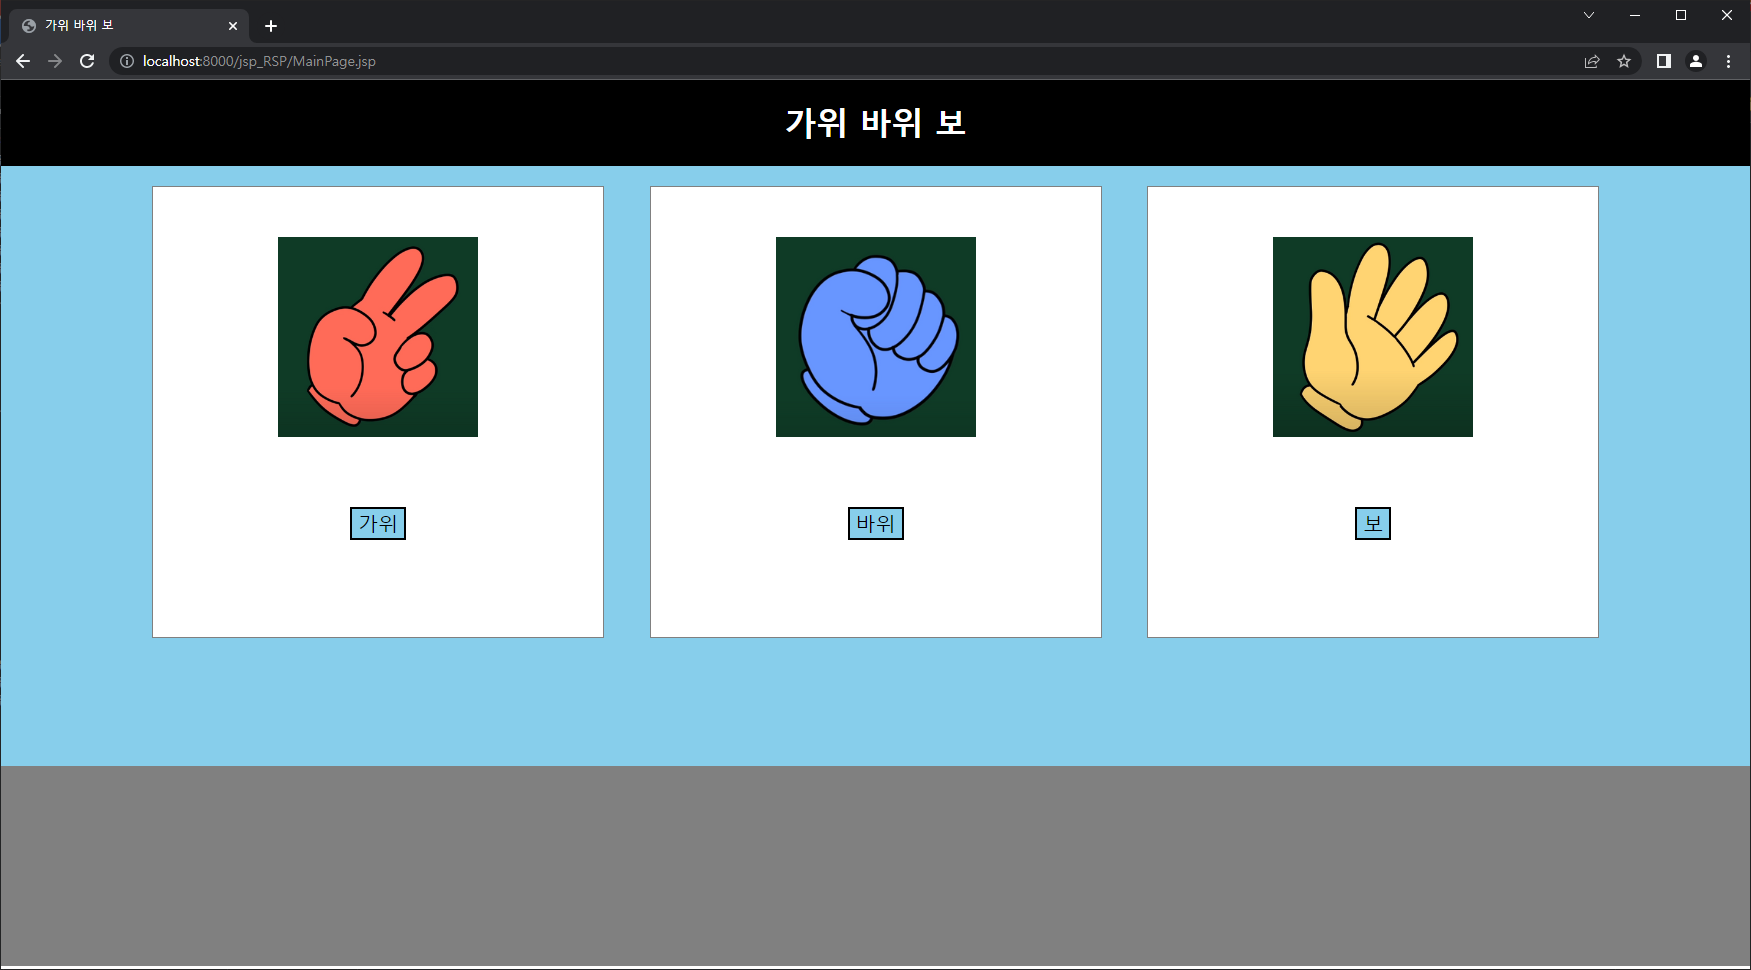 가위 바위 보
localhost:8000/jsp_RSP/MainPage.jsp
가위 바위 보
가위
바위
보